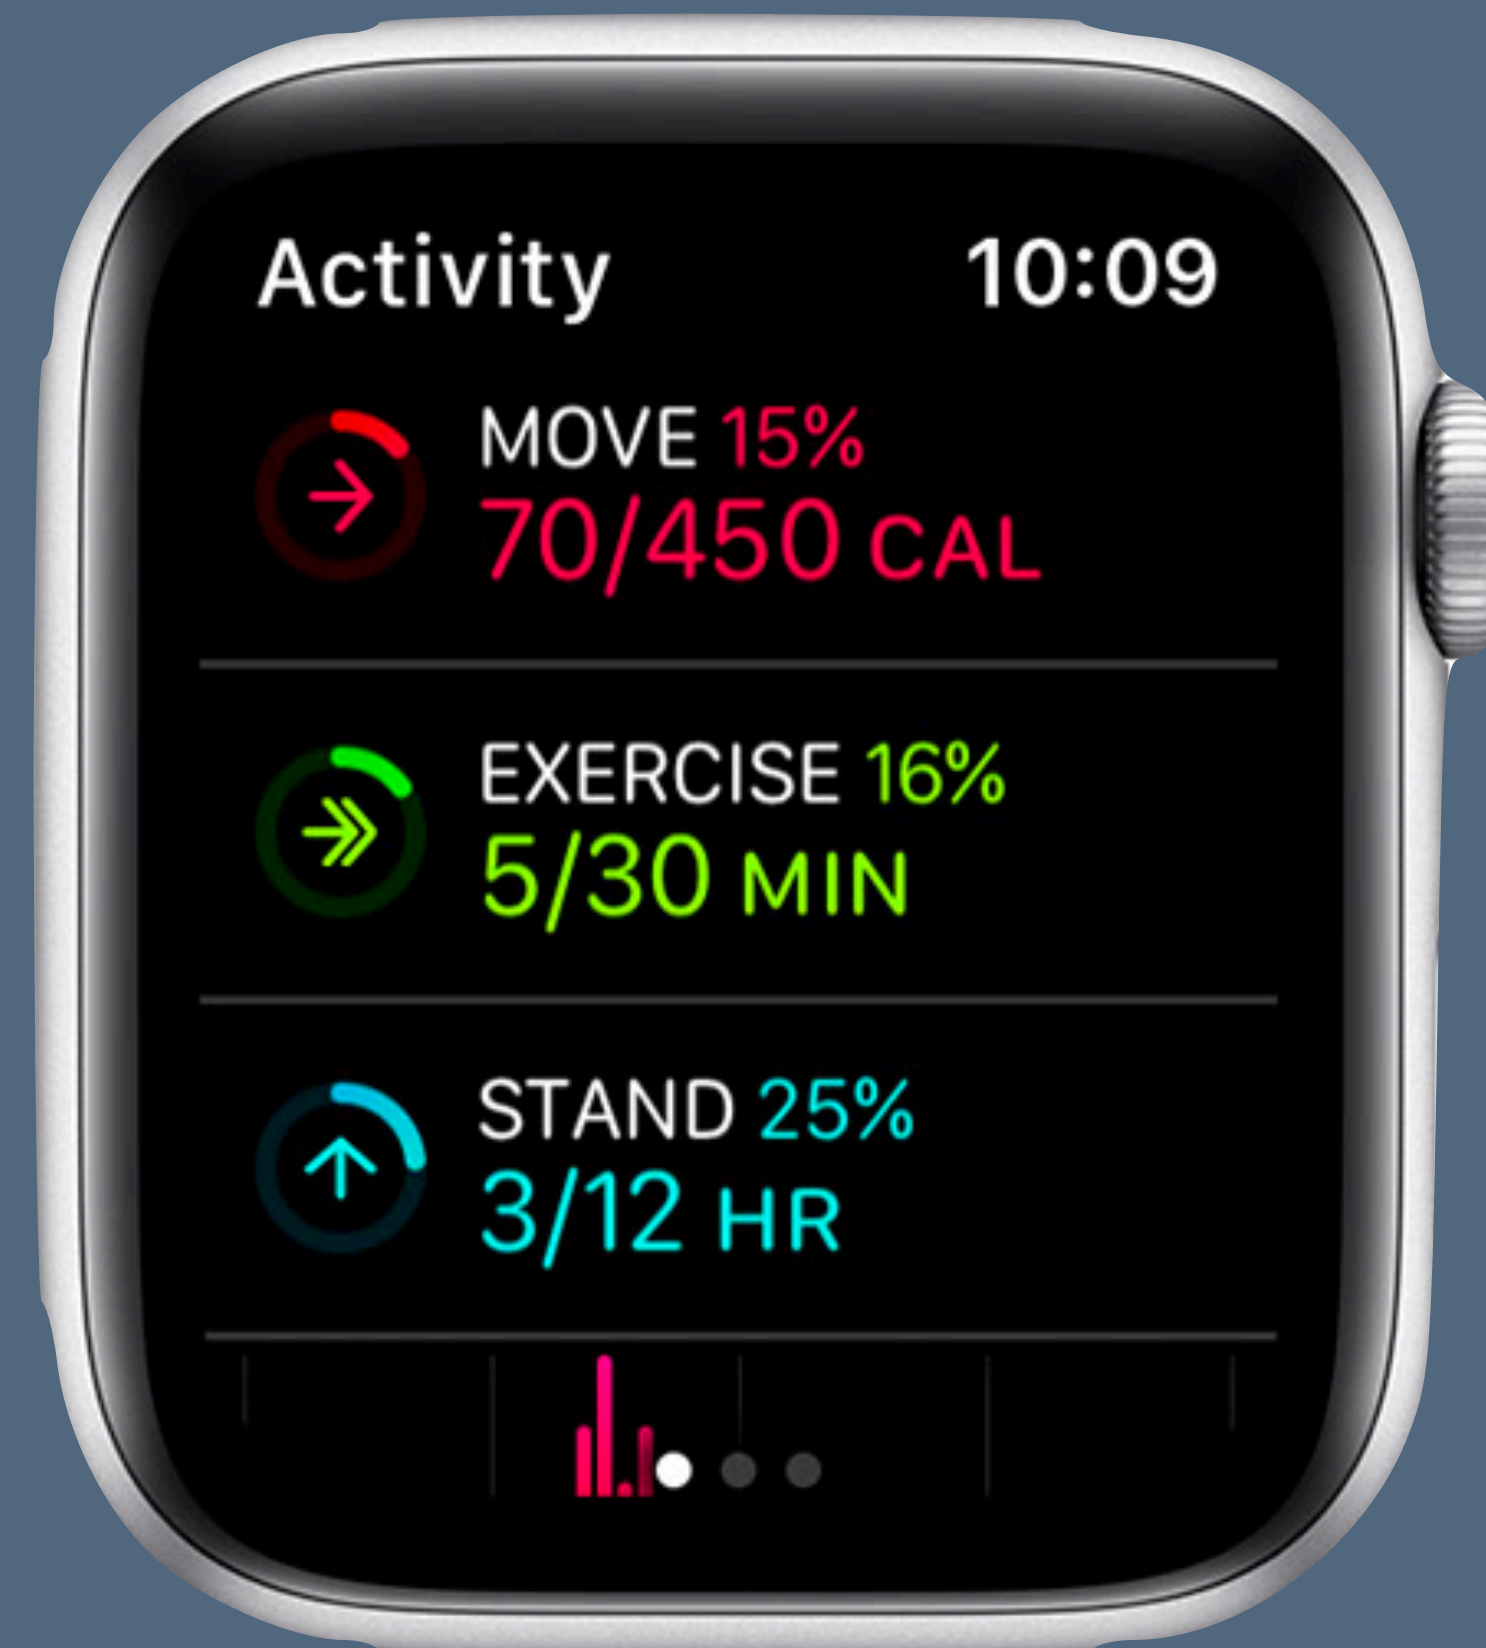 Activity 10:09
MOVE 15%
70/450 CAL
EXERCISE 16%
5/30 MIN
STAND 25%
3/12 HR